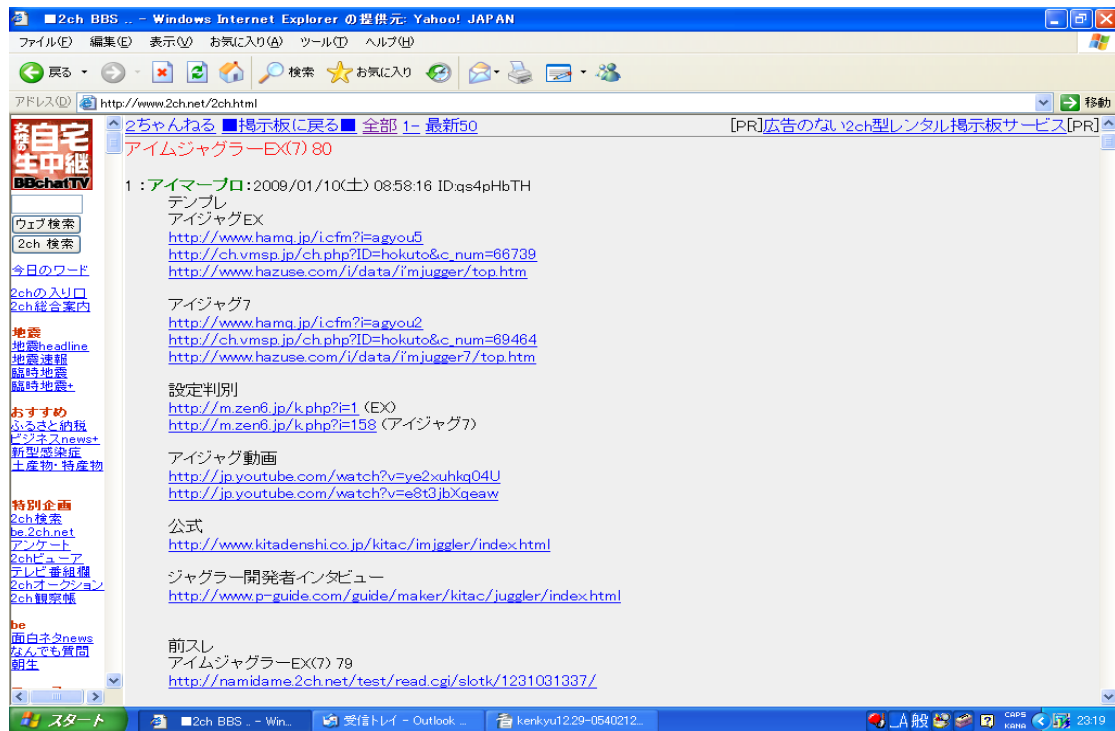 ■2ch BBS .. - Windows Internet Explorer の提供元: Yahoo! JAPAN
ファイル(F) 編集(E) 表示(V) お気に入り(A) ツール(T) ヘルプ(H)
戻る 検索 お気に入り
アドレス(D) http://www.2ch.net/2ch.html 移動
自宅
生中継
BBchatTV
ウェブ検索
2ch 検索
今日のワード
2chの入り口
2ch総合案内
地震
地震headline
地震速報
臨時地震
臨時地震+
おすすめ
ふるさと納税
ビジネスnews+
新型感染症
土産物・特産物
特別企画
2ch検索
be.2ch.net
アンケート
2chビューア
テレビ番組欄
2chオークション
2ch観察帳
be
面白ネタnews
なんでも質問
朝生
2ちゃんねる ■掲示板に戻る■ 全部 1- 最新50 [PR]広告のない2ch型レンタル掲示板サービス[PR]
アイムジャグラーEX(7) 80
1 :アイマープロ:2009/01/10(土) 08:58:16 ID:qs4pHbTH
テンプレ
アイジャグEX
http://www.hamq.jp/i.cfm?i=agyou5
http://ch.vmsp.jp/ch.php?ID=hokuto&c_num=66739
http://www.hazuse.com/i/data/i'mjugger/top.htm
アイジャグ7
http://www.hamq.jp/i.cfm?i=agyou2
http://ch.vmsp.jp/ch.php?ID=hokuto&c_num=69464
http://www.hazuse.com/i/data/i'mjugger7/top.htm
設定判別
http://m.zen6.jp/k.php?i=1 (EX)
http://m.zen6.jp/k.php?i=158 (アイジャグ7)
アイジャグ動画
http://jp.youtube.com/watch?v=ye2xuhkq04U
http://jp.youtube.com/watch?v=e8t3jbXqeaw
公式
http://www.kitadenshi.co.jp/kitac/imjggler/index.html
ジャグラー開発者インタビュー
http://www.p-guide.com/guide/maker/kitac/juggler/index.html
前スレ
アイムジャグラーEX(7) 79
http://namidame.2ch.net/test/read.cgi/slotk/1231031337/
スタート ■2ch BBS .. - Win... 受信トレイ - Outlook ... kenkyu12.29-0540212... A 般 CAPS KANA 23:19